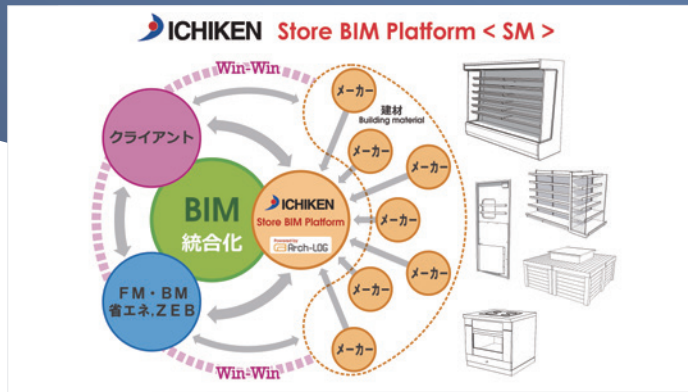 ICHIKEN Store BIM Platform < SM >
Win-Win
メーカー
建材
Building material
クライアント
メーカー
メーカー
BIM
統合化
ICHIKEN
Store BIM Platform
Powered by
Arch-LOG
メーカー
メーカー
FM・BM
省エネ.ZEB
メーカー
メーカー
Win-Win